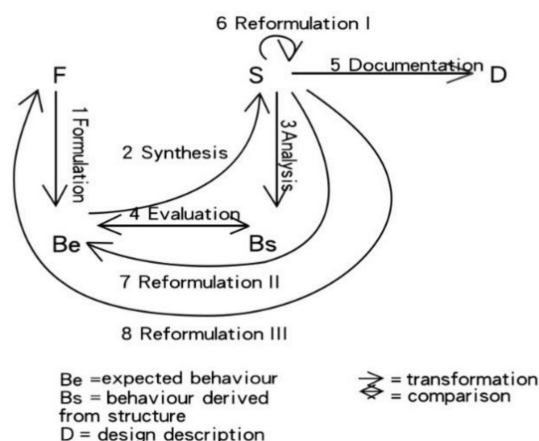 6 Reformulation I
F
S
5 Documentation
D
1 Formulation
2 Synthesis
3 Analysis
4 Evaluation
Be
Bs
7 Reformulation II
8 Reformulation III
Be =expected behaviour
Bs = behaviour derived
from structure
D = design description
= transformation
= comparison